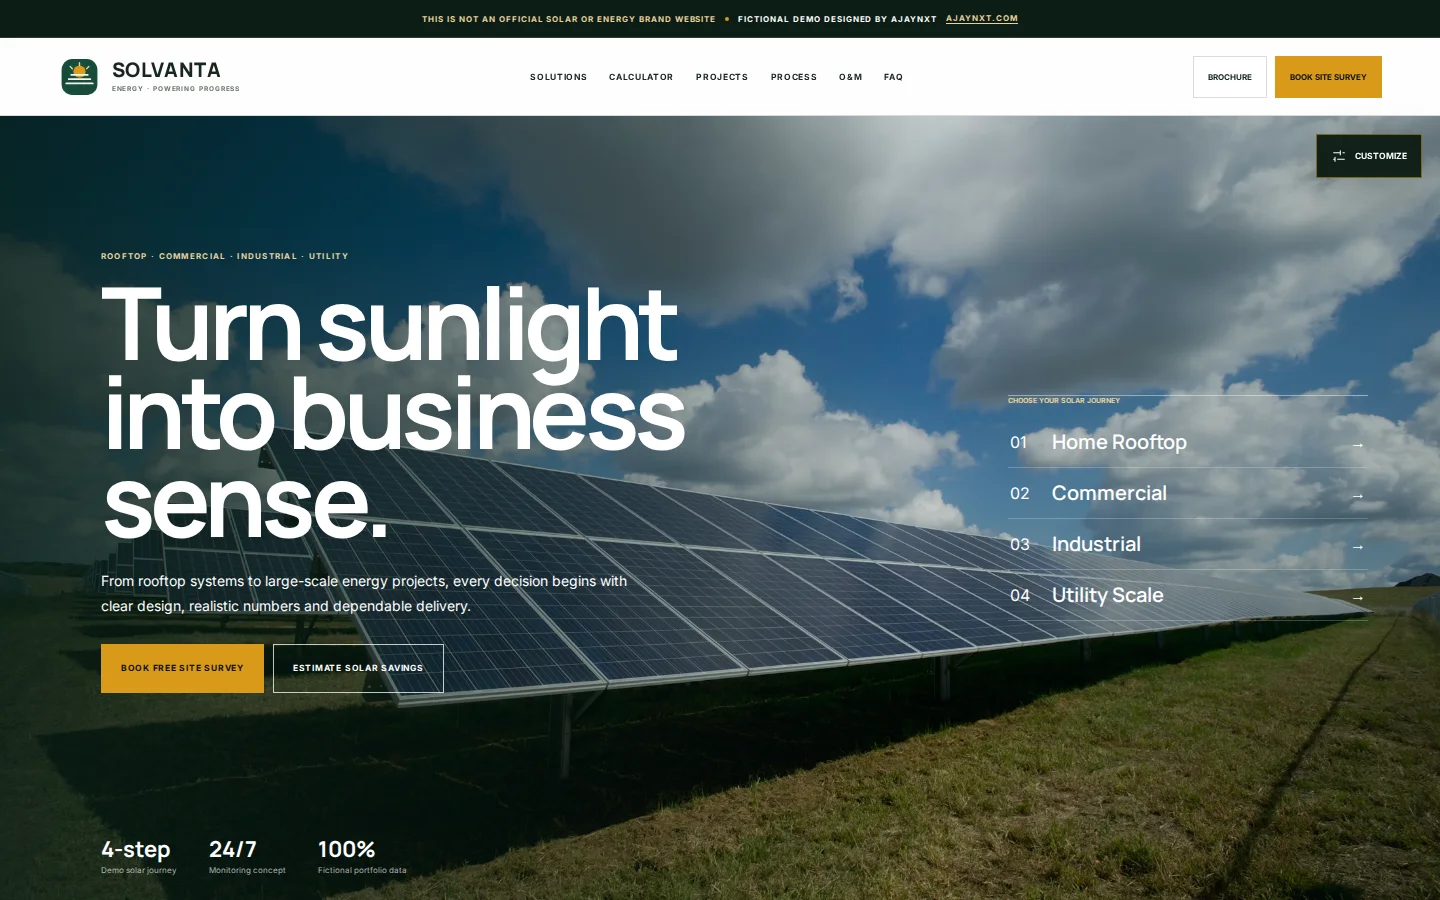 THIS IS NOT AN OFFICIAL SOLAR OR ENERGY BRAND WEBSITE • FICTIONAL DEMO DESIGNED BY AJAYNXT AJAYNXT.COM
SOLVANTA
ENERGY · POWERING PROGRESS
SOLUTIONS CALCULATOR PROJECTS PROCESS O&M FAQ
BROCHURE
BOOK SITE SURVEY
CUSTOMIZE
ROOFTOP · COMMERCIAL · INDUSTRIAL · UTILITY
Turn sunlight
into business
sense.
From rooftop systems to large-scale energy projects, every decision begins with
clear design, realistic numbers and dependable delivery.
BOOK FREE SITE SURVEY
ESTIMATE SOLAR SAVINGS
CHOOSE YOUR SOLAR JOURNEY
01 Home Rooftop →
02 Commercial →
03 Industrial →
04 Utility Scale →
4-step
Demo solar journey
24/7
Monitoring concept
100%
Fictional portfolio data